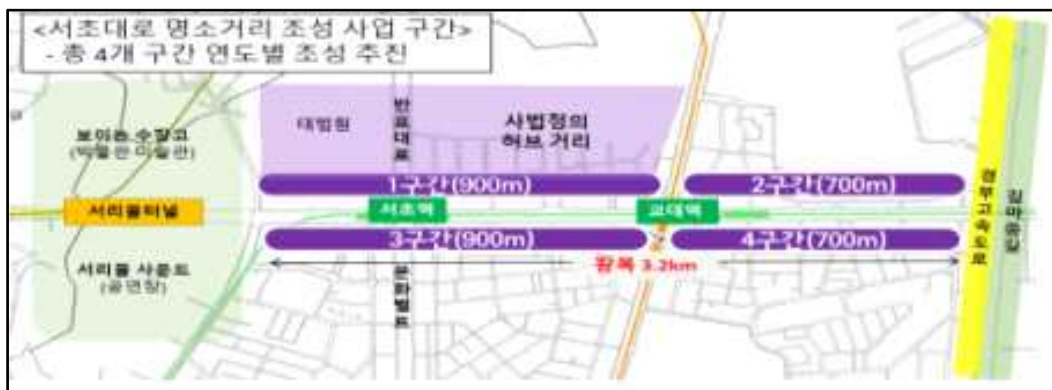 <서초대로 명소거리 조성 사업 구간>
- 총 4개 구간 연도별 조성 추진
보이는 수장고
(박물관·미술관)
대법원
반포대로
사법정의
허브 거리
1구간(900m)
2구간(700m)
서리풀터널
서초역
교대역
3구간(900m)
4구간(700m)
왕복 3.2km
서리풀 사운드
(공연장)
문화벨트
경부고속도로
길마중길